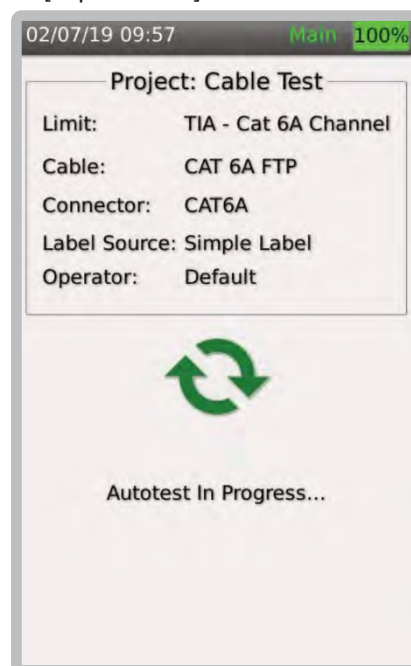 02/07/19 09:57 Main 100%
Project: Cable Test
Limit: TIA - Cat 6A Channel
Cable: CAT 6A FTP
Connector: CAT6A
Label Source: Simple Label
Operator: Default
Autotest In Progress...